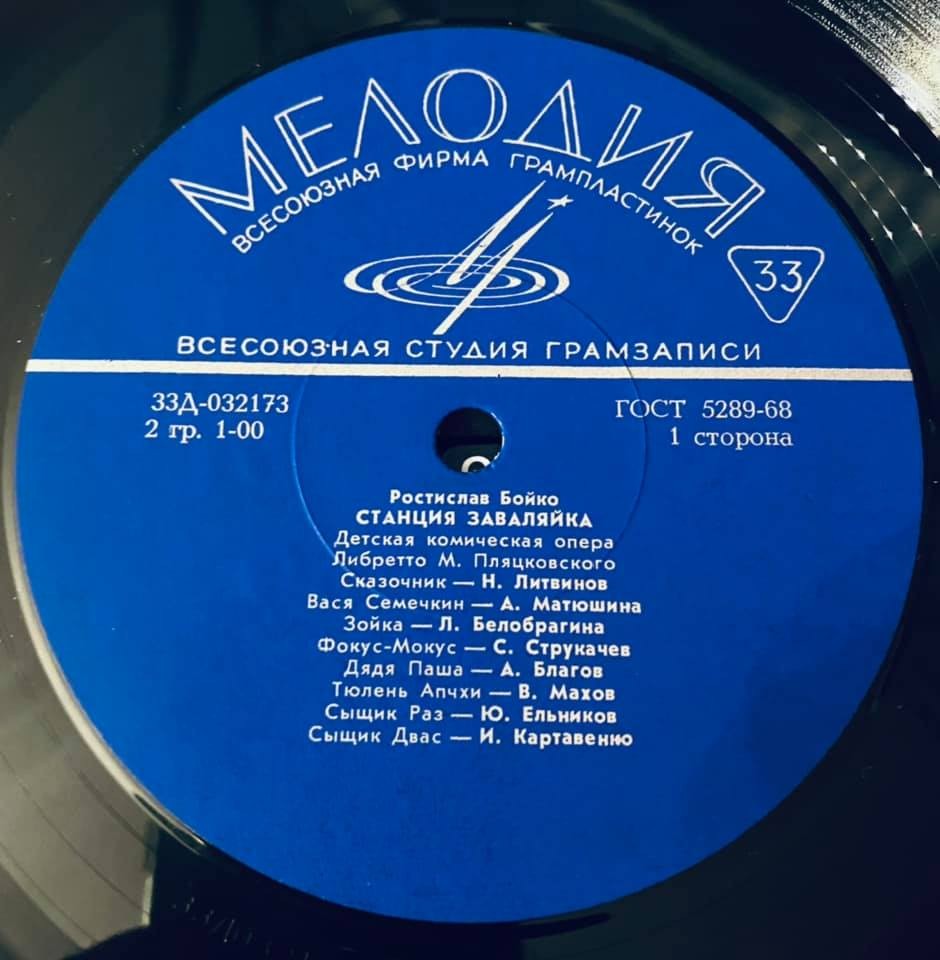 МЕЛОДИЯ
ВСЕСОЮЗНАЯ ФИРМА ГРАМПЛАСТИНОК
33
ВСЕСОЮЗНАЯ СТУДИЯ ГРАМЗАПИСИ
33Д-032173
2 гр. 1-00
ГОСТ 5289-68
1 сторона
Ростислав Бойко
СТАНЦИЯ ЗАВАЛЯЙКА
Детская комическая опера
Либретто М. Пляцковского
Сказочник — Н. Литвинов
Вася Семечкин — А. Матюшина
Зойка — Л. Белобрагина
Фокус-Мокус — С. Струкачев
Дядя Паша — А. Благов
Тюлень Апчхи — В. Махов
Сыщик Раз — Ю. Ельников
Сыщик Двас — И. Картавенко